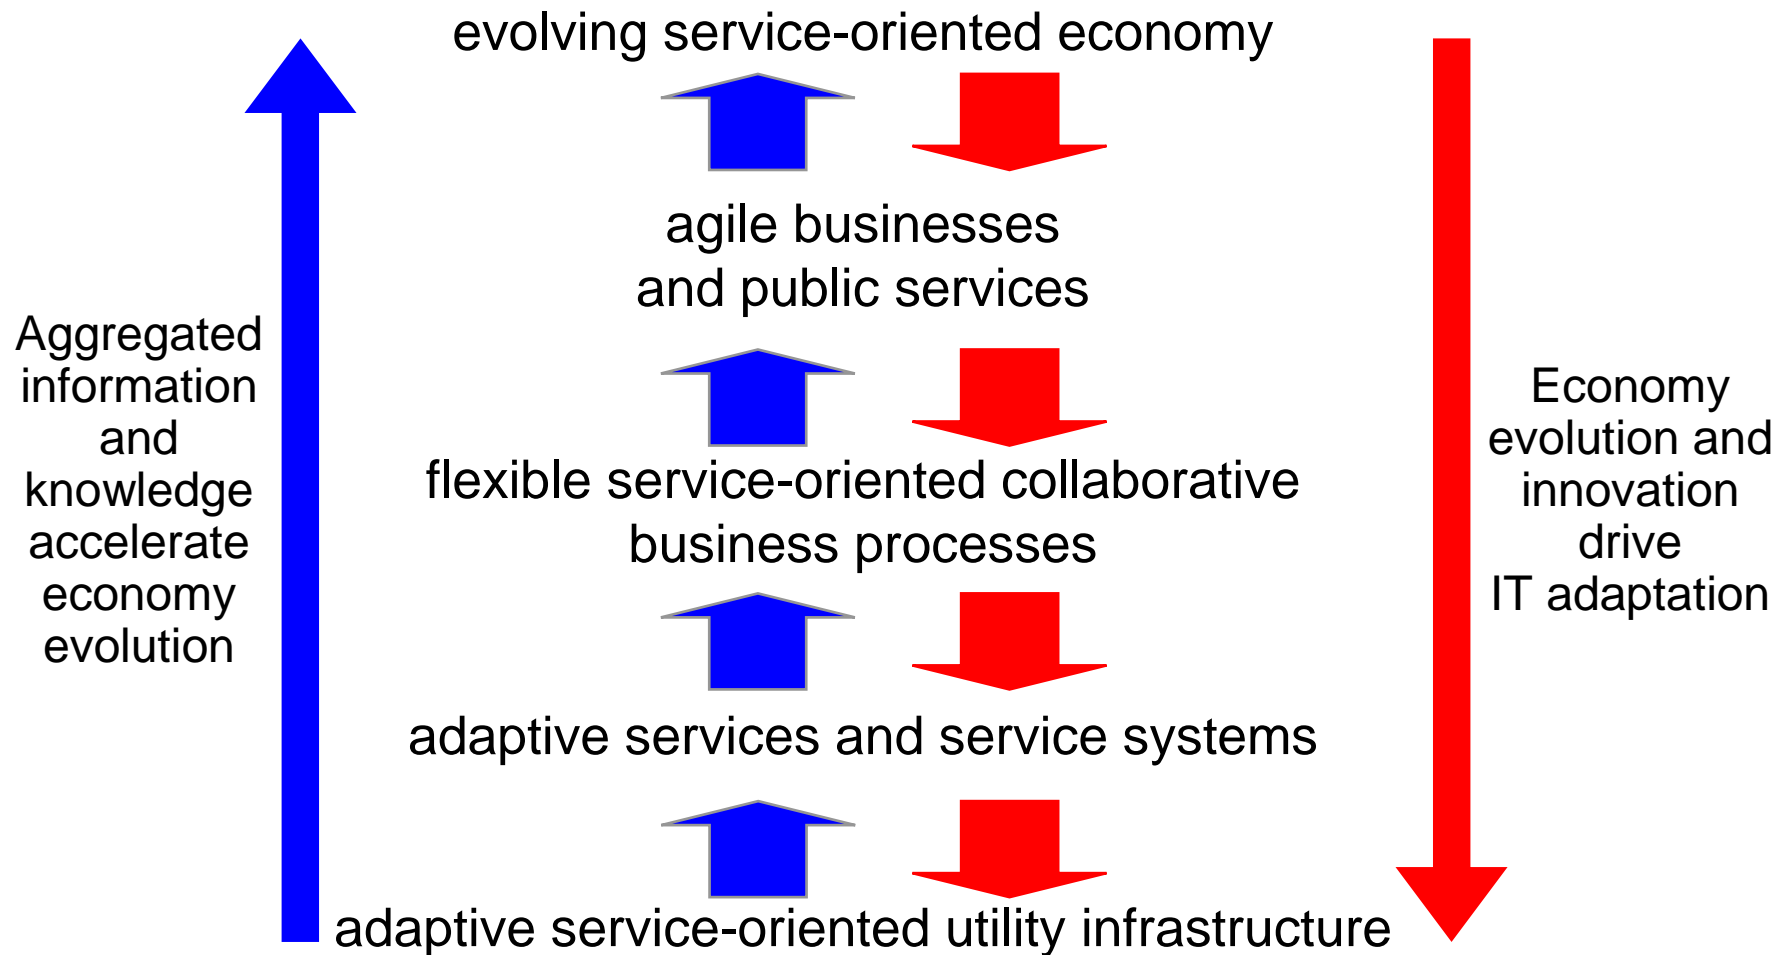 evolving service-oriented economy
agile businesses
and public services
Aggregated
information
and
knowledge
accelerate
economy
evolution
flexible service-oriented collaborative
business processes
Economy
evolution and
innovation
drive
IT adaptation
adaptive services and service systems
adaptive service-oriented utility infrastructure